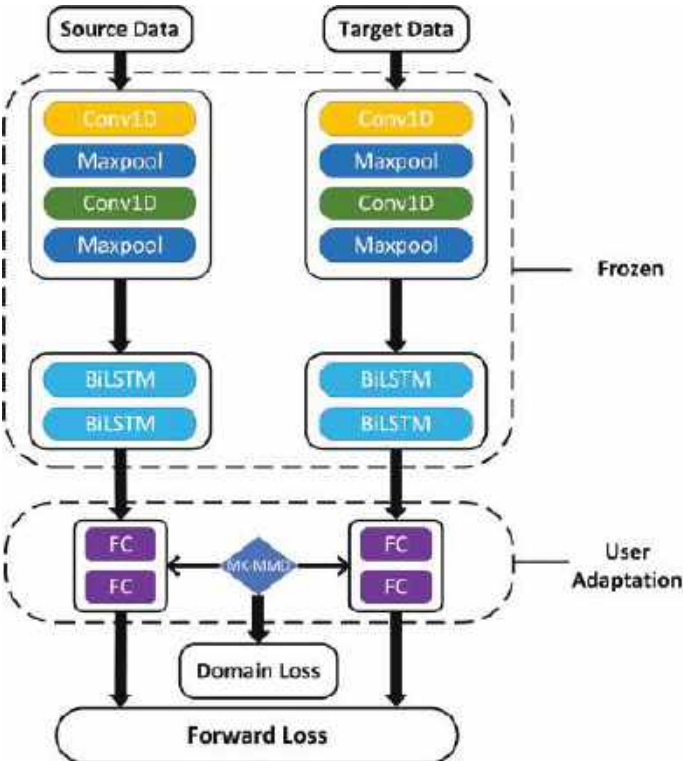 Source Data
Target Data
Conv1D
Conv1D
Maxpool
Maxpool
Conv1D
Conv1D
Maxpool
Maxpool
Frozen
BiLSTM
BiLSTM
BiLSTM
BiLSTM
FC
MK-MMD
FC
FC
FC
User
Adaptation
Domain Loss
Forward Loss